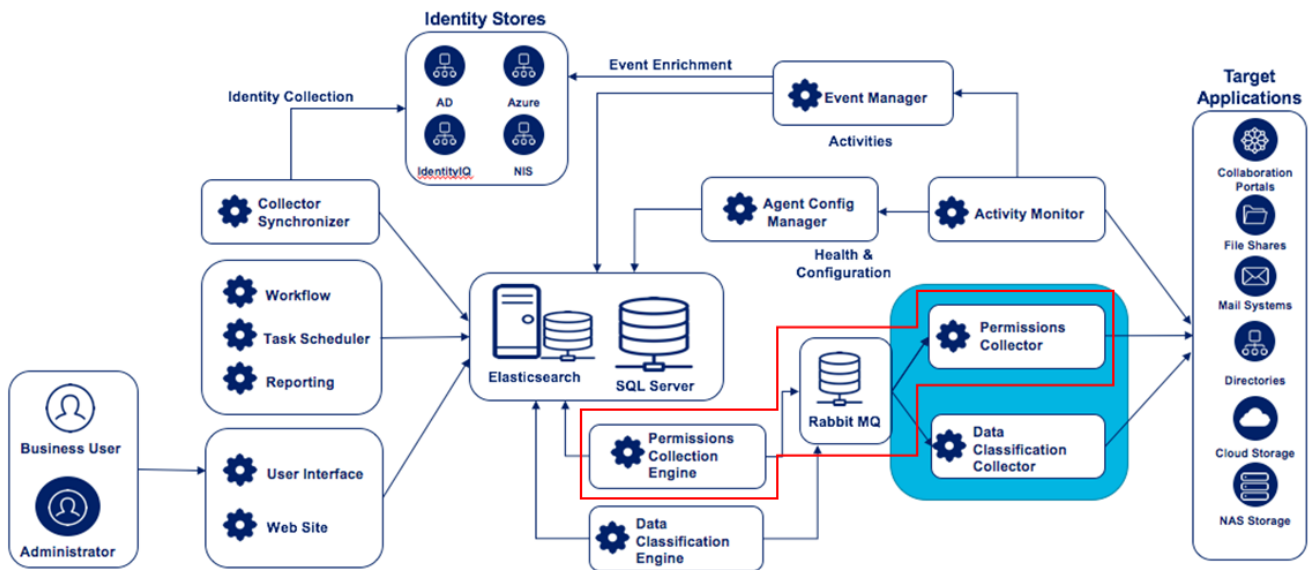 Identity Stores
AD
Azure
IdentityIQ
NIS
Identity Collection
Event Enrichment
Event Manager
Activities
Target
Applications
Collaboration
Portals
File Shares
Mail Systems
Directories
Cloud Storage
NAS Storage
Collector
Synchronizer
Agent Config
Manager
Activity Monitor
Health &
Configuration
Workflow
Task Scheduler
Reporting
Elasticsearch
SQL Server
Rabbit MQ
Permissions
Collector
Data
Classification
Collector
Permissions
Collection
Engine
Data
Classification
Engine
Business User
Administrator
User Interface
Web Site